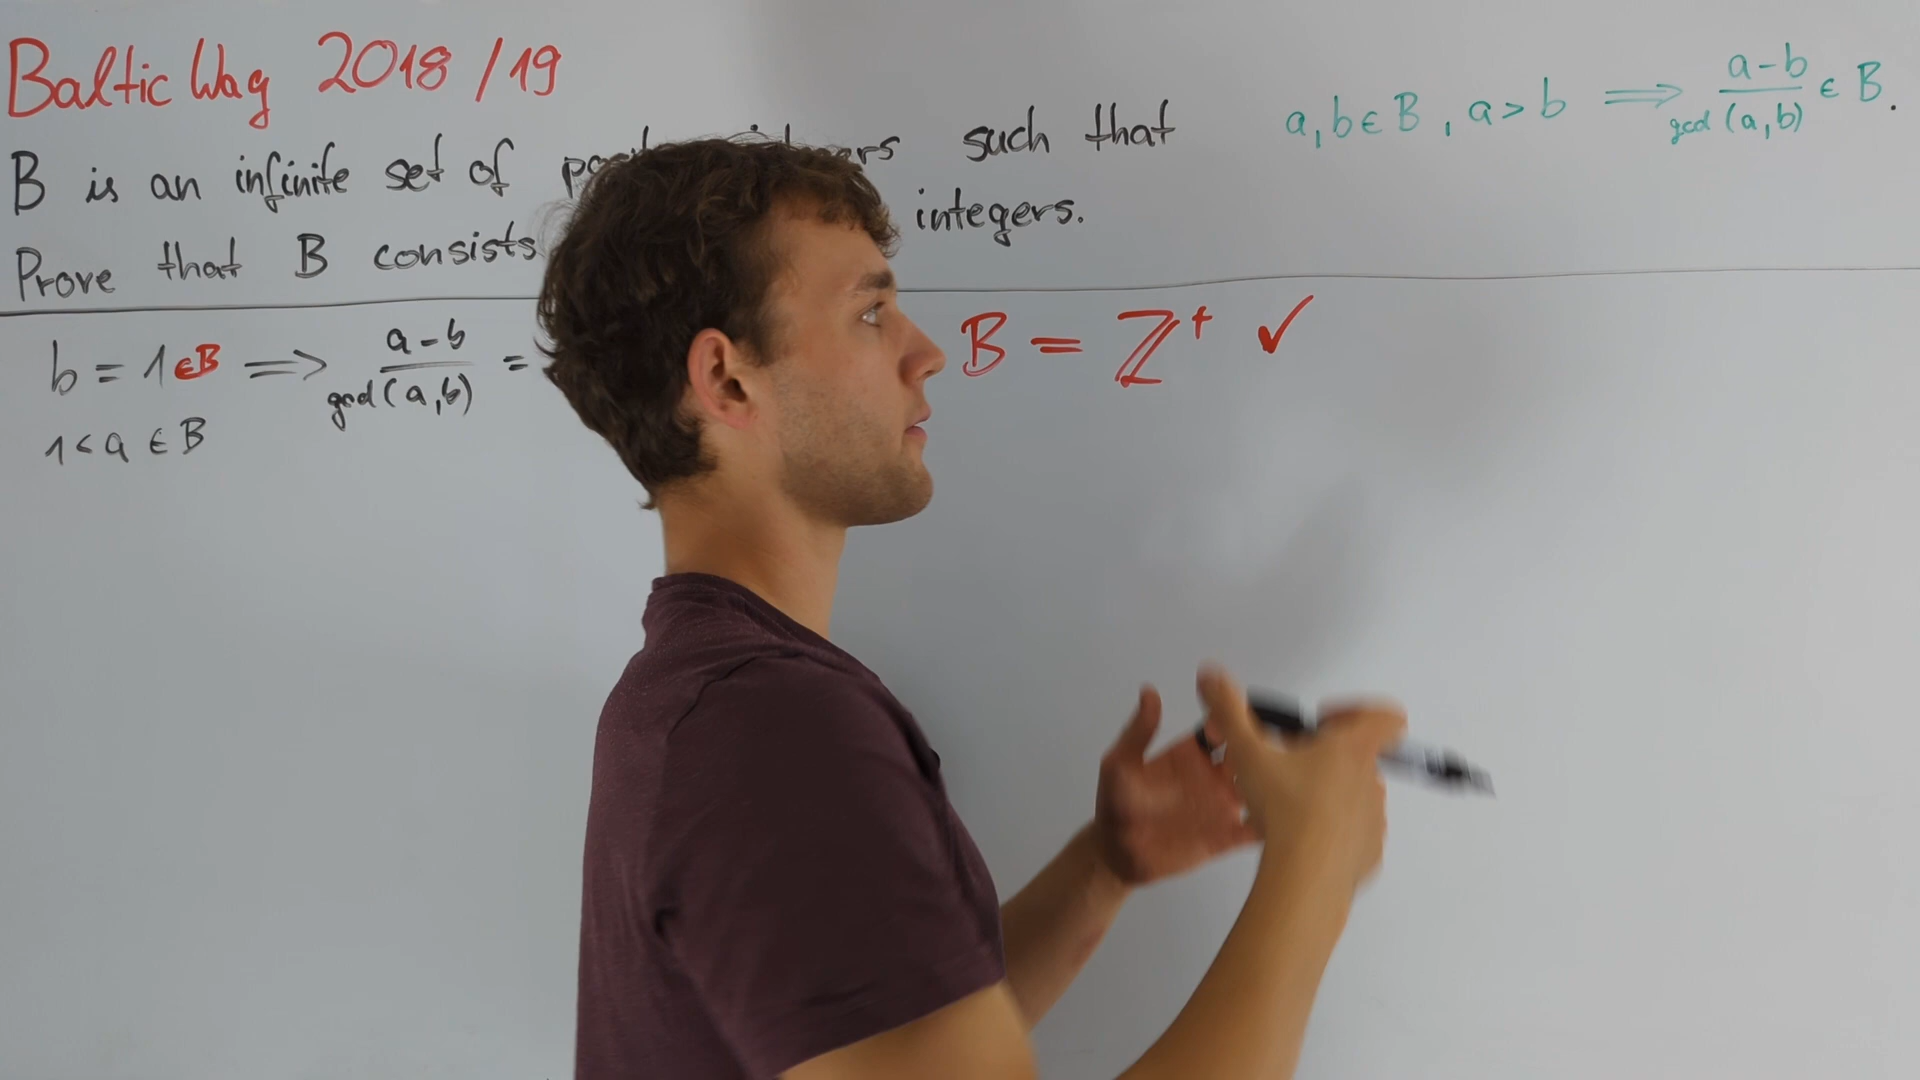 Baltic Way 2018/19
B is an infinite set of such that a, b ∈ B, a > b ⟹ (a-b)/gcd(a,b) ∈ B.
Prove that B consists integers.
b = 1 ∈ B ⟹ (a-b)/gcd(a,b) = B = ℤ⁺ ✓
1 < a ∈ B